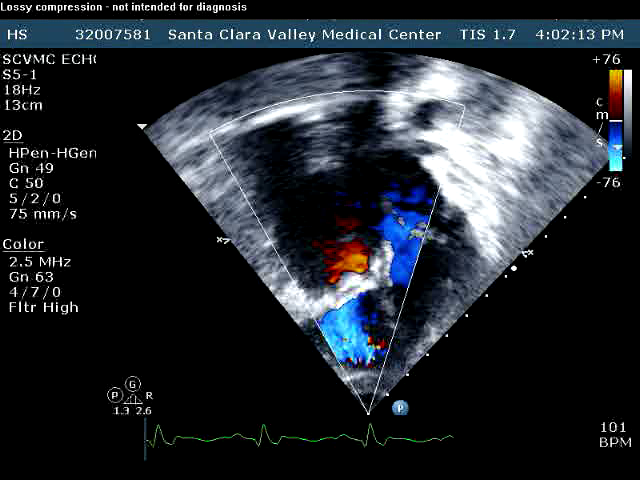 Lossy compression - not intended for diagnosis
HS 32007581 Santa Clara Valley Medical Center TIS 1.7 4:02:13 PM
SCVMC ECHO
S5-1
18Hz
13cm
2D
HPen-HGen
Gn 49
C 50
5 / 2 / 0
75 mm/s
Color
2.5 MHz
Gn 63
4 / 7 / 0
Fltr High
+76
cm/s
-76
G
P R
1.3 2.6
P
101
BPM